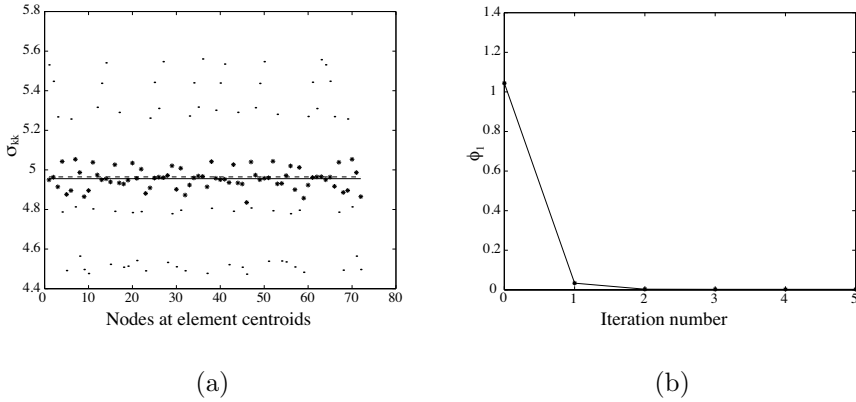 5.8
5.6
5.4
5.2
5
4.8
4.6
4.4
σkk
0 10 20 30 40 50 60 70 80
Nodes at element centroids
(a)
1.4
1.2
1
0.8
0.6
0.4
0.2
0
ϕ1
0 1 2 3 4 5
Iteration number
(b)